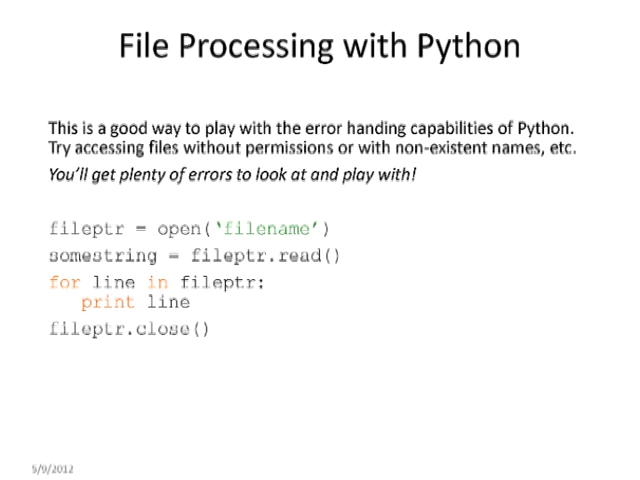 File Processing with Python
This is a good way to play with the error handing capabilities of Python.
Try accessing files without permissions or with non-existent names, etc.
You'll get plenty of errors to look at and play with!
fileptr = open(‘filename’)
somestring = fileptr.read()
for line in fileptr:
   print line
fileptr.close()
5/9/2012